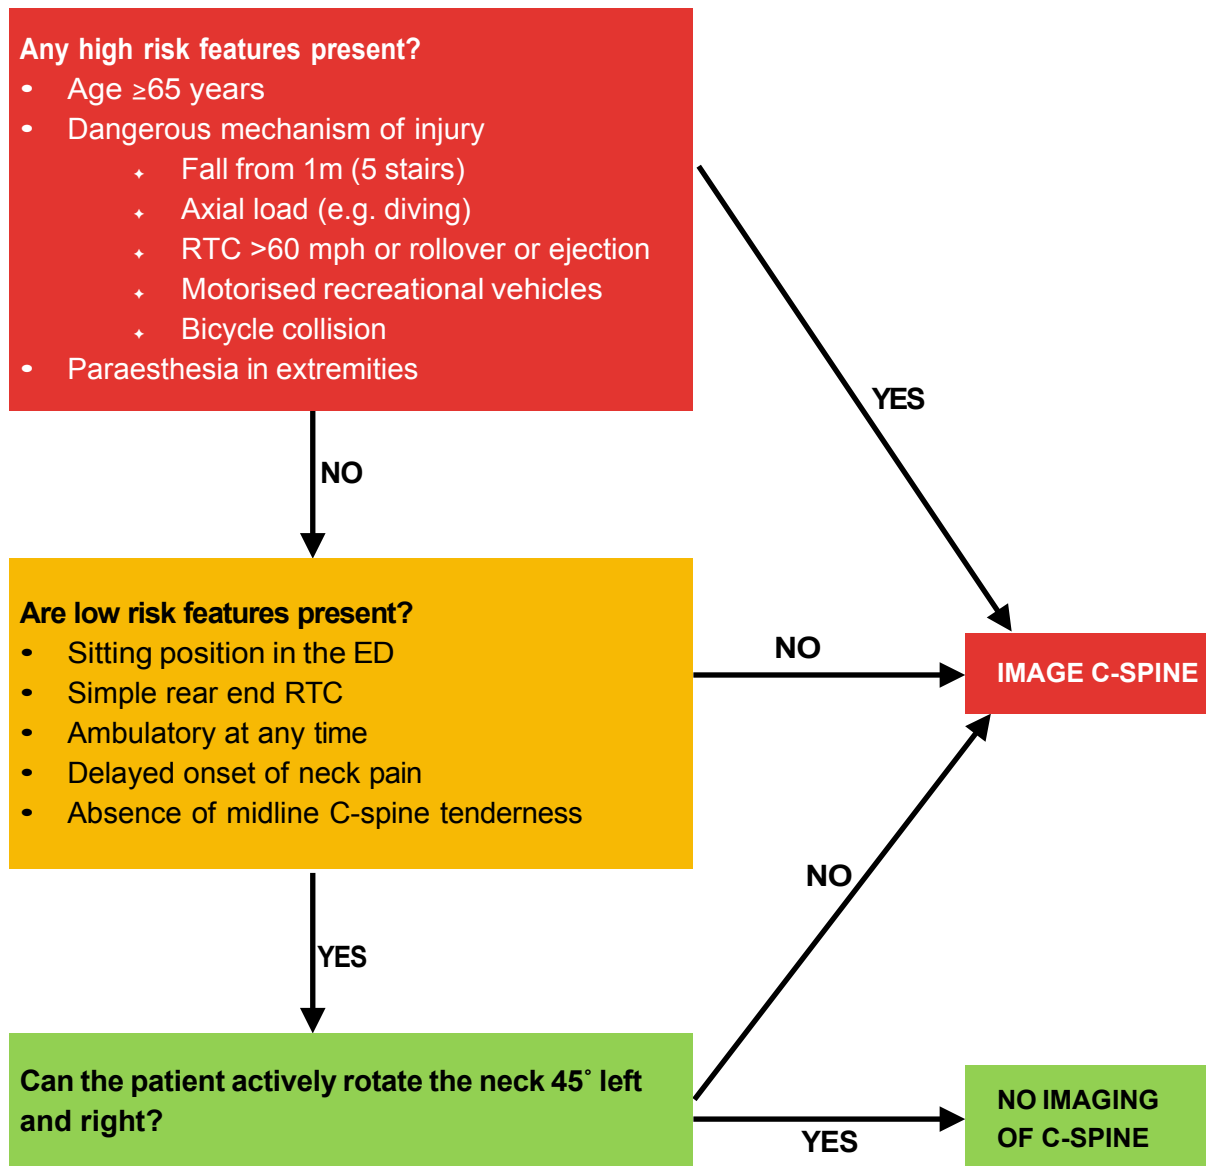 Any high risk features present?
• Age ≥65 years
• Dangerous mechanism of injury
✦ Fall from 1m (5 stairs)
✦ Axial load (e.g. diving)
✦ RTC >60 mph or rollover or ejection
✦ Motorised recreational vehicles
✦ Bicycle collision
• Paraesthesia in extremities
YES
NO
Are low risk features present?
• Sitting position in the ED
• Simple rear end RTC
• Ambulatory at any time
• Delayed onset of neck pain
• Absence of midline C-spine tenderness
NO
IMAGE C-SPINE
NO
YES
Can the patient actively rotate the neck 45˚ left
and right?
YES
NO IMAGING
OF C-SPINE